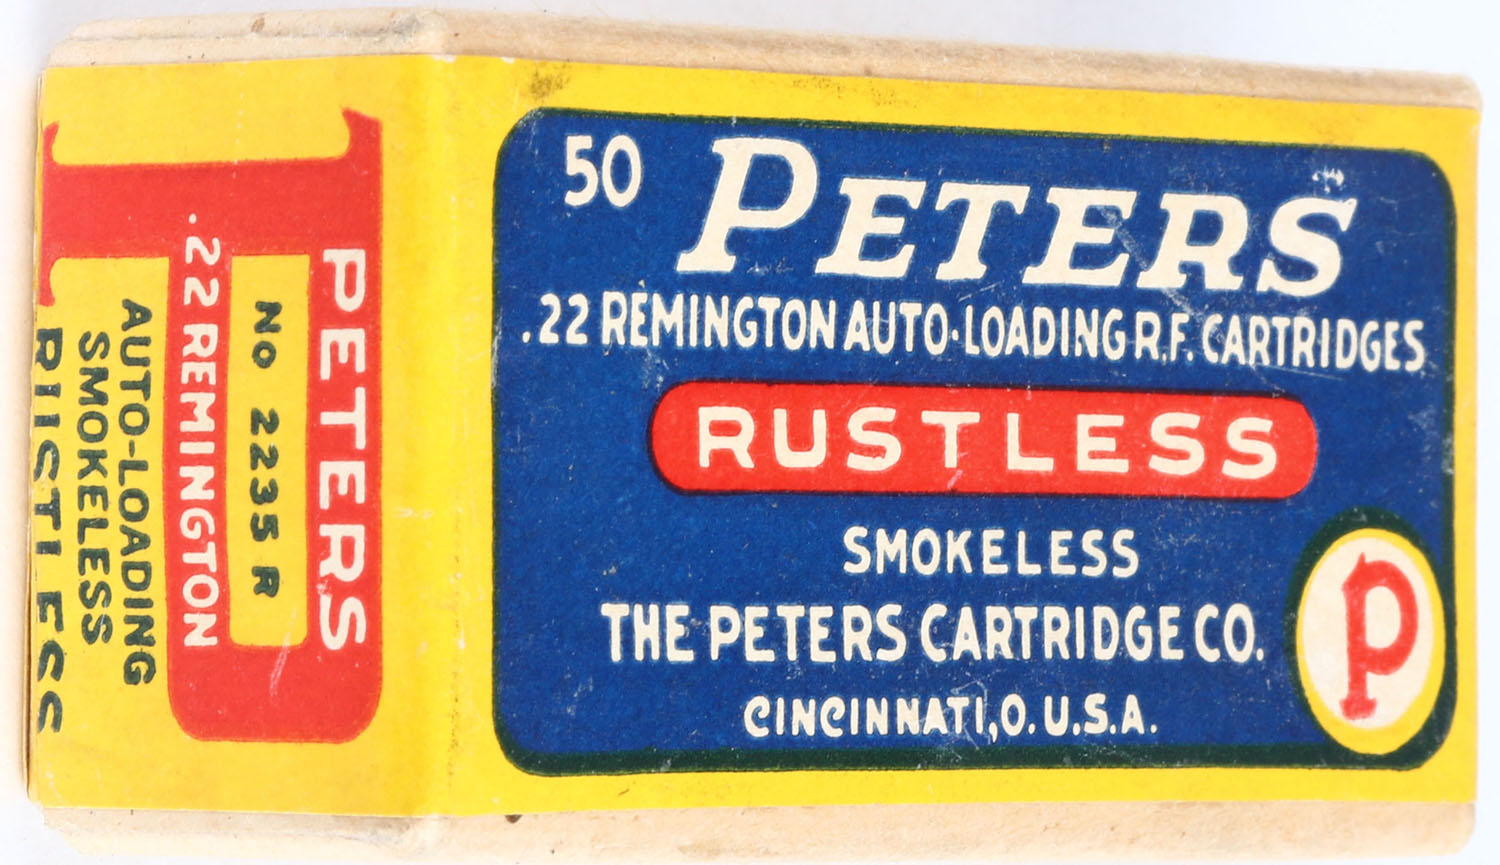 50 PETERS
.22 REMINGTON AUTO-LOADING R.F. CARTRIDGES
RUSTLESS
SMOKELESS
THE PETERS CARTRIDGE CO.
CINCINNATI, O. U.S.A.
P
PETERS
No 2235 R
.22 REMINGTON
AUTO-LOADING
SMOKELESS
RUSTLESS